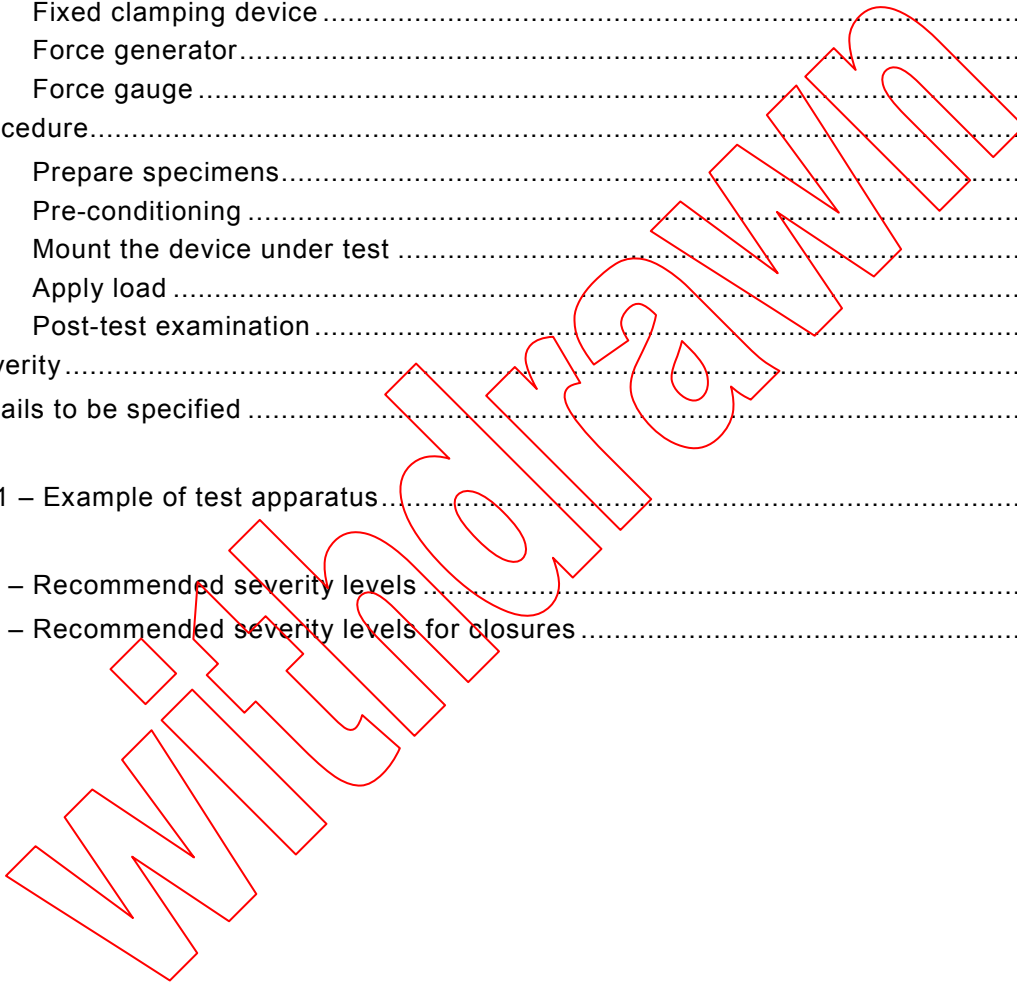 Fixed clamping device
Force generator
Force gauge
cedure
Prepare specimens
Pre-conditioning
Mount the device under test
Apply load
Post-test examination
verity
ails to be specified
1 – Example of test apparatus
– Recommended severity levels
– Recommended severity levels for closures
withdrawn